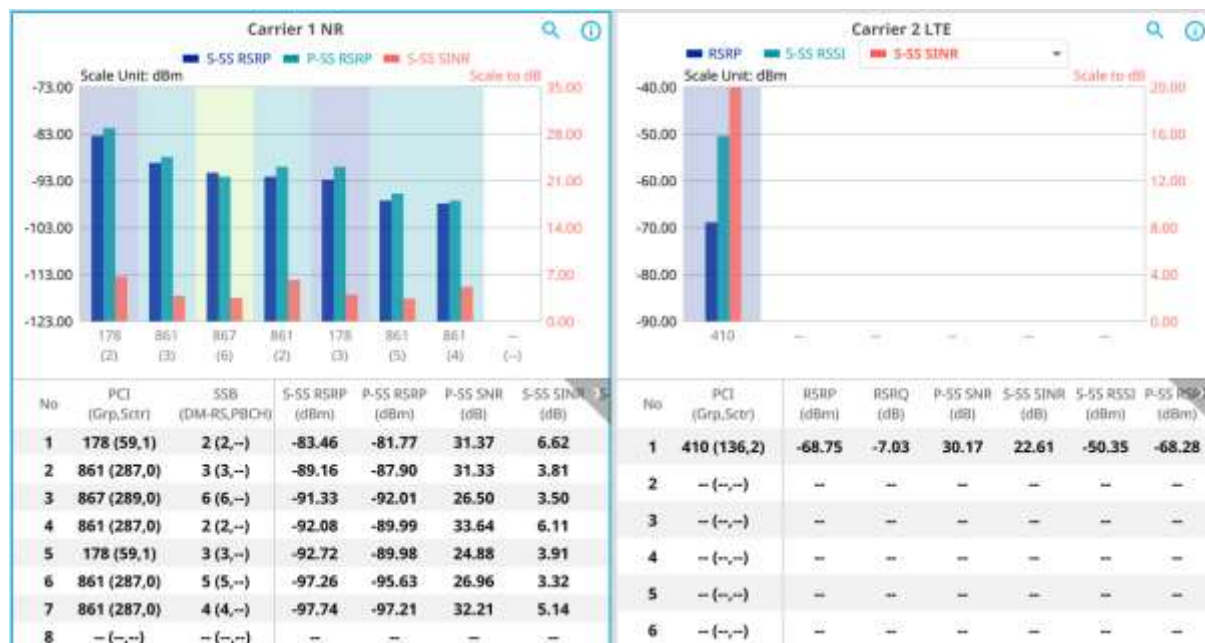 Carrier 1 NR
S-SS RSRP P-SS RSRP S-SS SINR
Scale Unit: dBm Scale to dB
-73.00 35.00
-83.00 28.00
-93.00 21.00
-103.00 14.00
-113.00 7.00
-123.00 0.00
178 861 867 861 178 861 861 --
(2) (3) (6) (2) (3) (5) (4) (--)
No PCI (Grp,Sctr) SSB (DM-RS,PBCH) S-SS RSRP (dBm) P-SS RSRP (dBm) P-SS SNR (dB) S-SS SINR (dB)
1 178 (59,1) 2 (2,--) -83.46 -81.77 31.37 6.62
2 861 (287,0) 3 (3,--) -89.16 -87.90 31.33 3.81
3 867 (289,0) 6 (6,--) -91.33 -92.01 26.50 3.50
4 861 (287,0) 2 (2,--) -92.08 -89.99 33.64 6.11
5 178 (59,1) 3 (3,--) -92.72 -89.98 24.88 3.91
6 861 (287,0) 5 (5,--) -97.26 -95.63 26.96 3.32
7 861 (287,0) 4 (4,--) -97.74 -97.21 32.21 5.14
8 -- (--,--) -- (--,--) -- -- -- --
Carrier 2 LTE
RSRP S-SS RSSI S-SS SINR
Scale Unit: dBm Scale to dB
-40.00 20.00
-50.00 16.00
-60.00 12.00
-70.00 8.00
-80.00 4.00
-90.00 0.00
410 -- -- -- -- --
No PCI (Grp,Sctr) RSRP (dBm) RSRQ (dB) P-SS SNR (dB) S-SS SINR (dB) S-SS RSSI (dBm) P-SS RSRP (dBm)
1 410 (136,2) -68.75 -7.03 30.17 22.61 -50.35 -68.28
2 -- (--,--) -- -- -- -- -- --
3 -- (--,--) -- -- -- -- -- --
4 -- (--,--) -- -- -- -- -- --
5 -- (--,--) -- -- -- -- -- --
6 -- (--,--) -- -- -- -- -- --